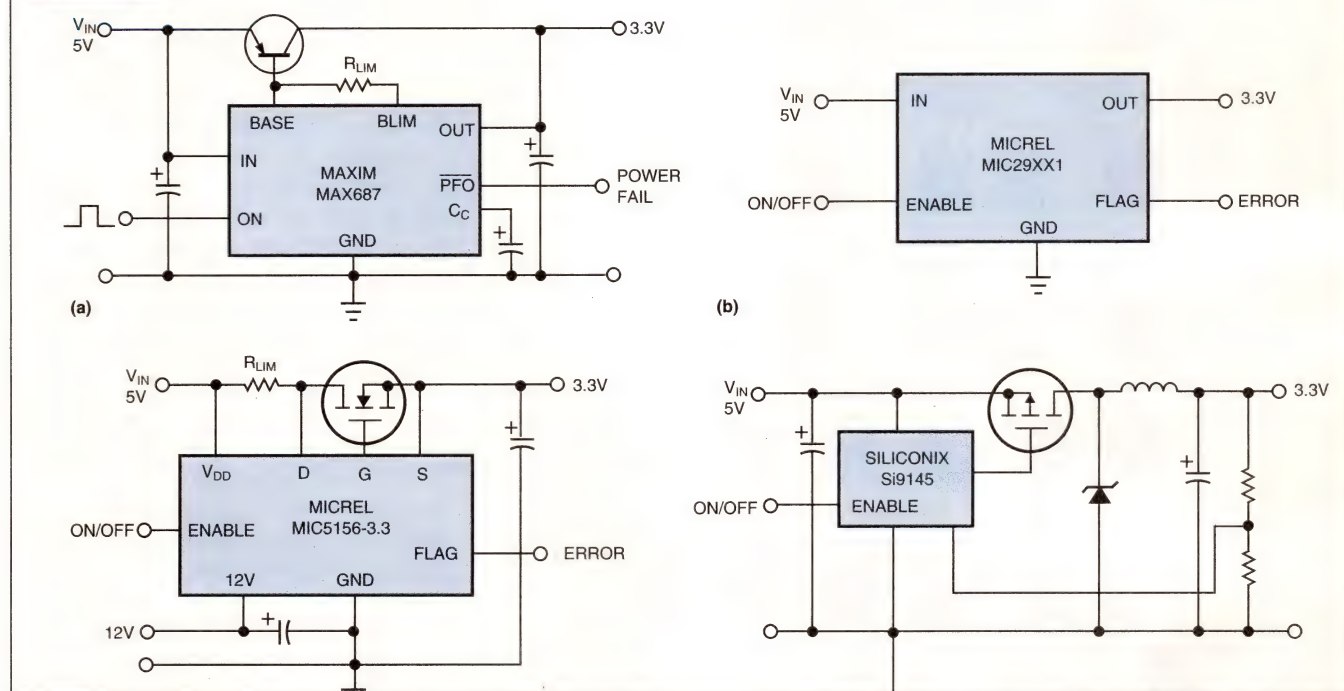 V_IN
5V
3.3V
R_LIM
BASE
BLIM
OUT
IN
MAXIM
MAX687
PFO
POWER
FAIL
C_C
ON
GND
(a)
V_IN
5V
IN
OUT
3.3V
MICREL
MIC29XX1
ON/OFF
ENABLE
FLAG
ERROR
GND
(b)
V_IN
5V
R_LIM
3.3V
V_DD
D
G
S
MICREL
MIC5156-3.3
ON/OFF
ENABLE
FLAG
ERROR
12V
GND
12V
V_IN
5V
3.3V
SILICONIX
Si9145
ON/OFF
ENABLE